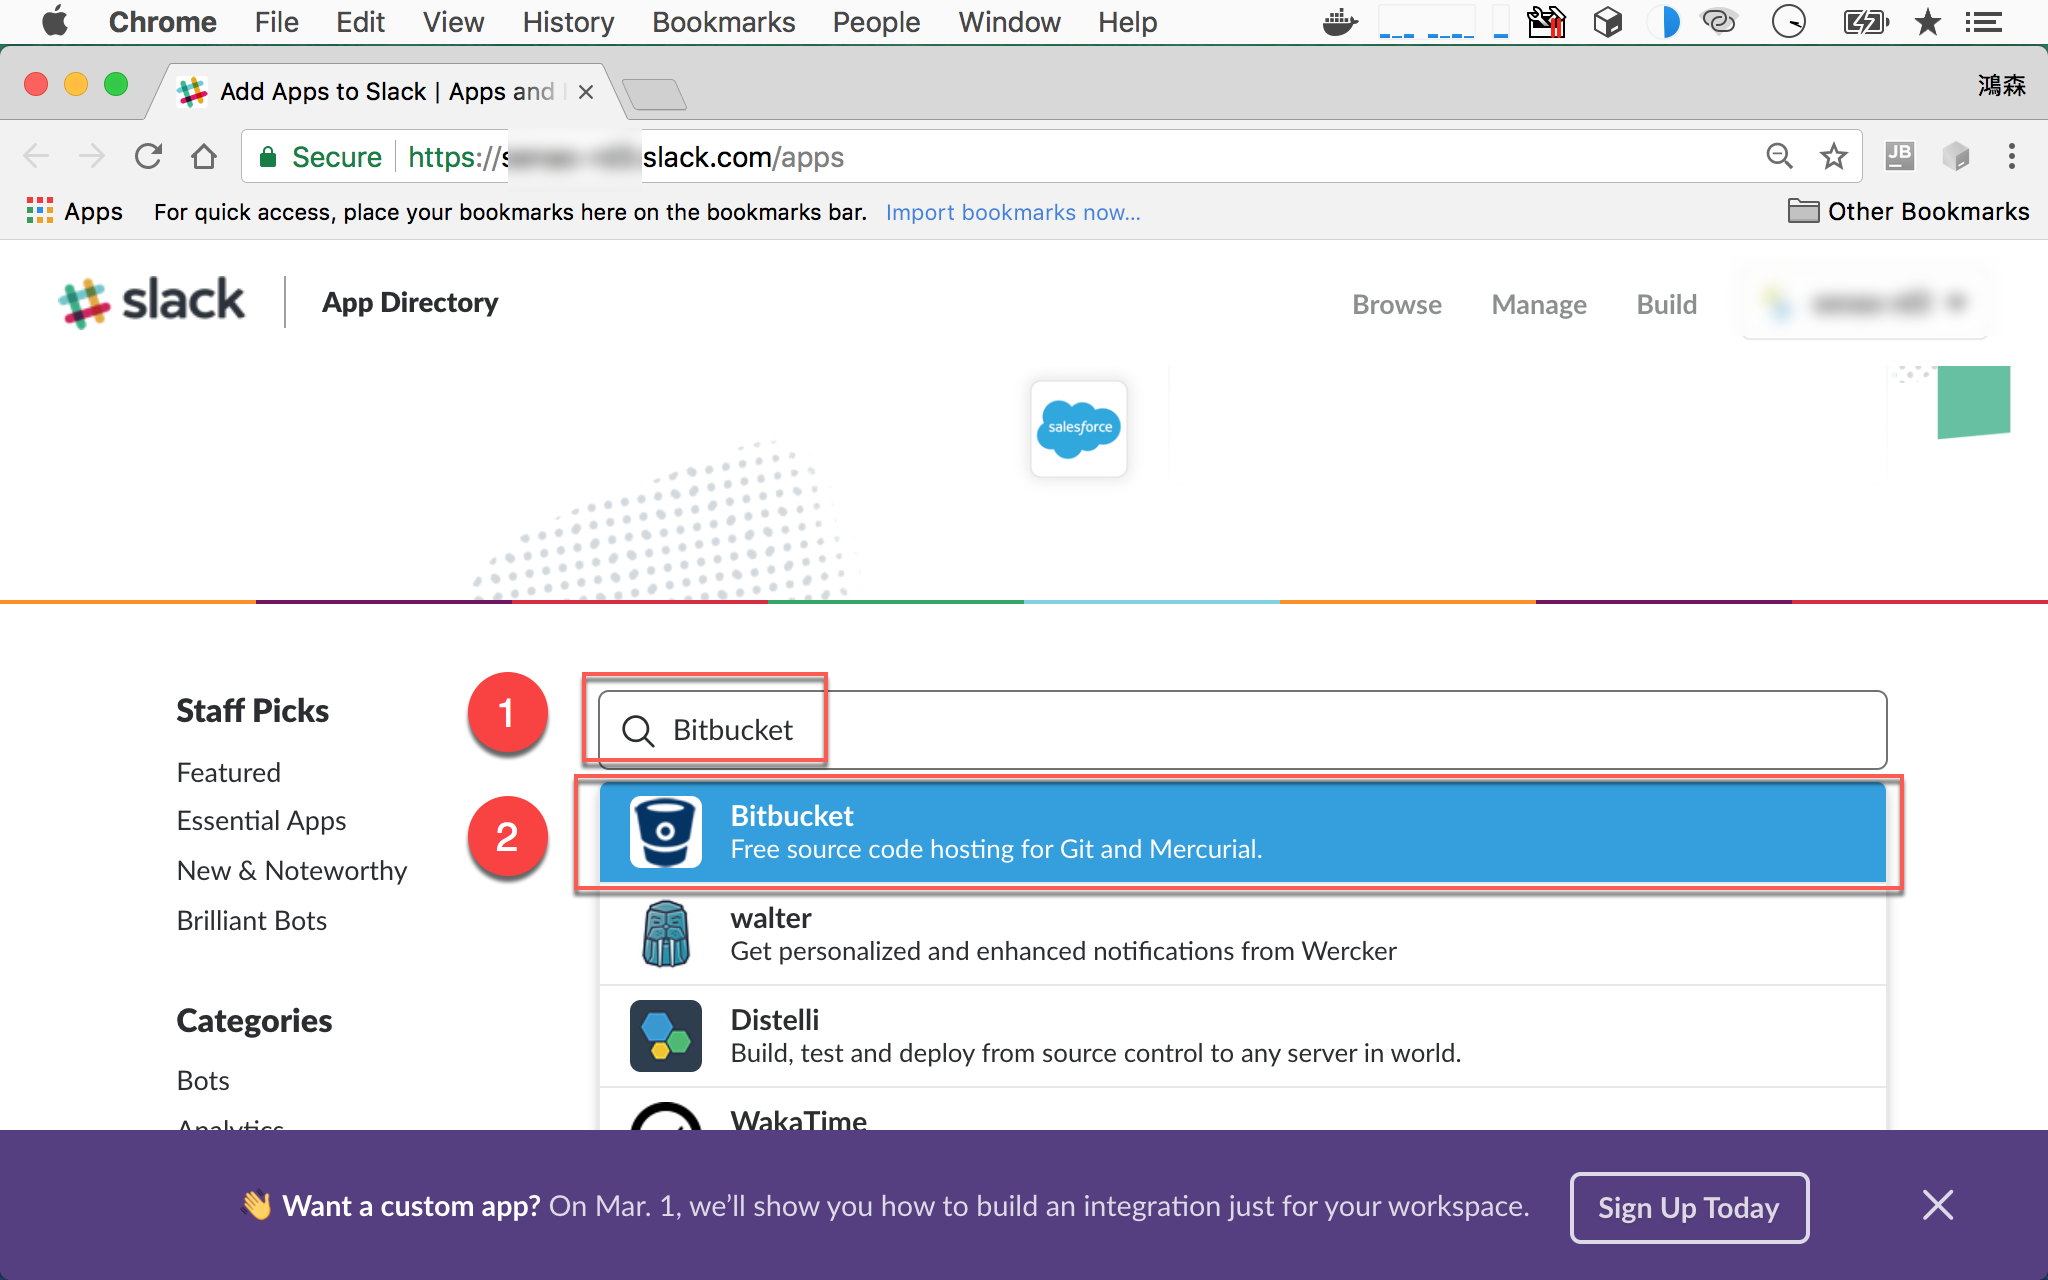 Chrome File Edit View History Bookmarks People Window Help
Add Apps to Slack | Apps and
鴻森
Secure https://s slack.com/apps
JB
Apps For quick access, place your bookmarks here on the bookmarks bar. Import bookmarks now... Other Bookmarks
slack App Directory Browse Manage Build
salesforce
Staff Picks
Featured
Essential Apps
New & Noteworthy
Brilliant Bots
Categories
Bots
Analytics
1
Bitbucket
2
Bitbucket
Free source code hosting for Git and Mercurial.
walter
Get personalized and enhanced notifications from Wercker
Distelli
Build, test and deploy from source control to any server in world.
WakaTime
Want a custom app? On Mar. 1, we’ll show you how to build an integration just for your workspace. Sign Up Today